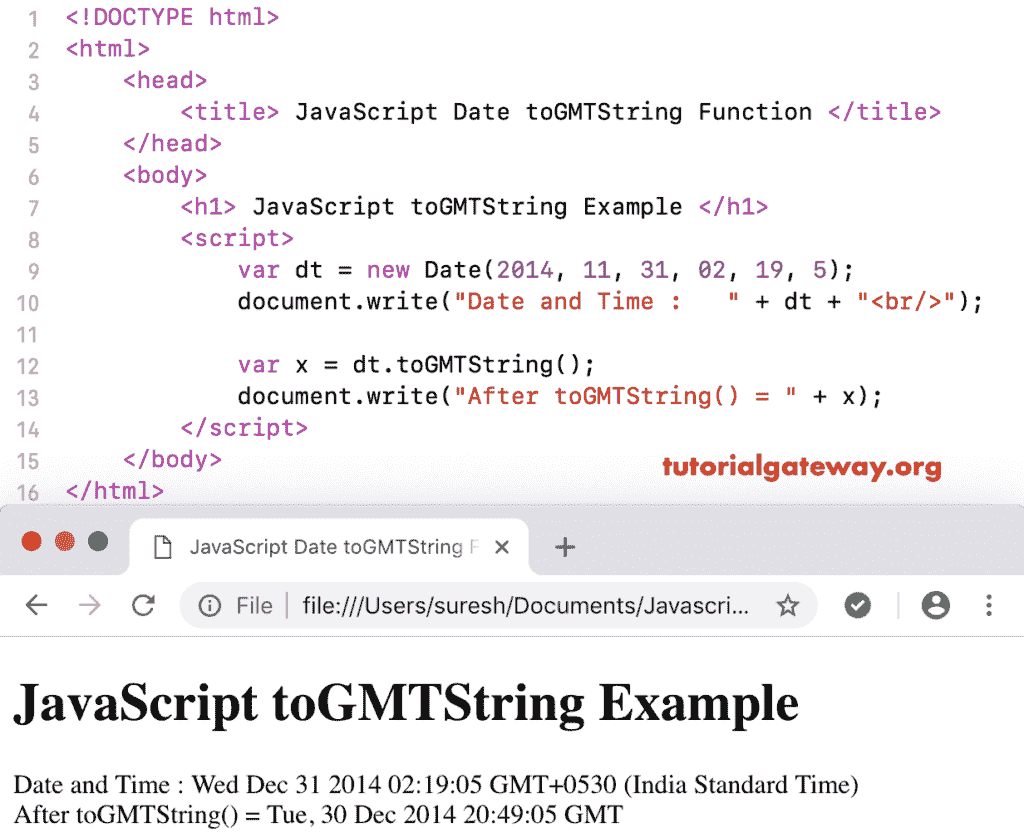 1 <!DOCTYPE html>
2 <html>
3 <head>
4 <title> JavaScript Date toGMTString Function </title>
5 </head>
6 <body>
7 <h1> JavaScript toGMTString Example </h1>
8 <script>
9 var dt = new Date(2014, 11, 31, 02, 19, 5);
10 document.write("Date and Time :   " + dt + "<br/>");
11
12 var x = dt.toGMTString();
13 document.write("After toGMTString() = " + x);
14 </script>
15 </body>
tutorialgateway.org
16 </html>
JavaScript Date toGMTString F
File file:///Users/suresh/Documents/Javascri...
JavaScript toGMTString Example
Date and Time : Wed Dec 31 2014 02:19:05 GMT+0530 (India Standard Time)
After toGMTString() = Tue, 30 Dec 2014 20:49:05 GMT